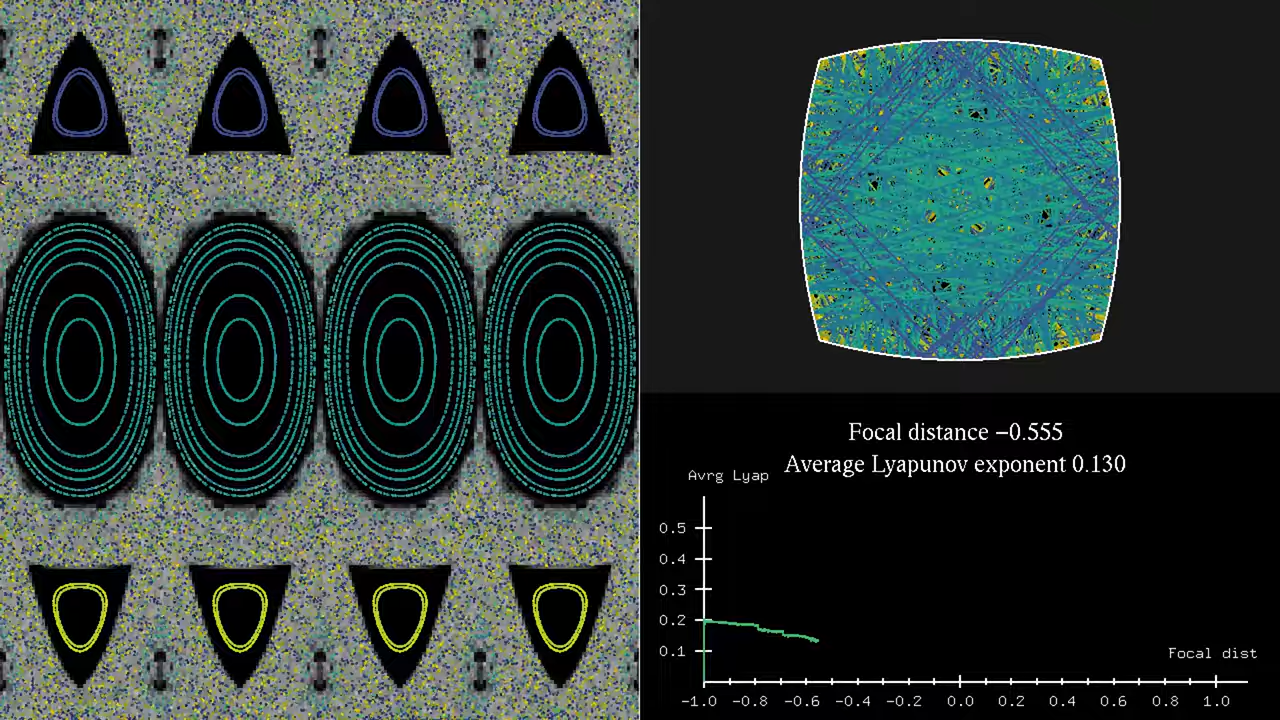 Focal distance −0.555
Average Lyapunov exponent 0.130
Avrg Lyap
0.5
0.4
0.3
0.2
0.1
Focal dist
-1.0 -0.8 -0.6 -0.4 -0.2 0.0 0.2 0.4 0.6 0.8 1.0